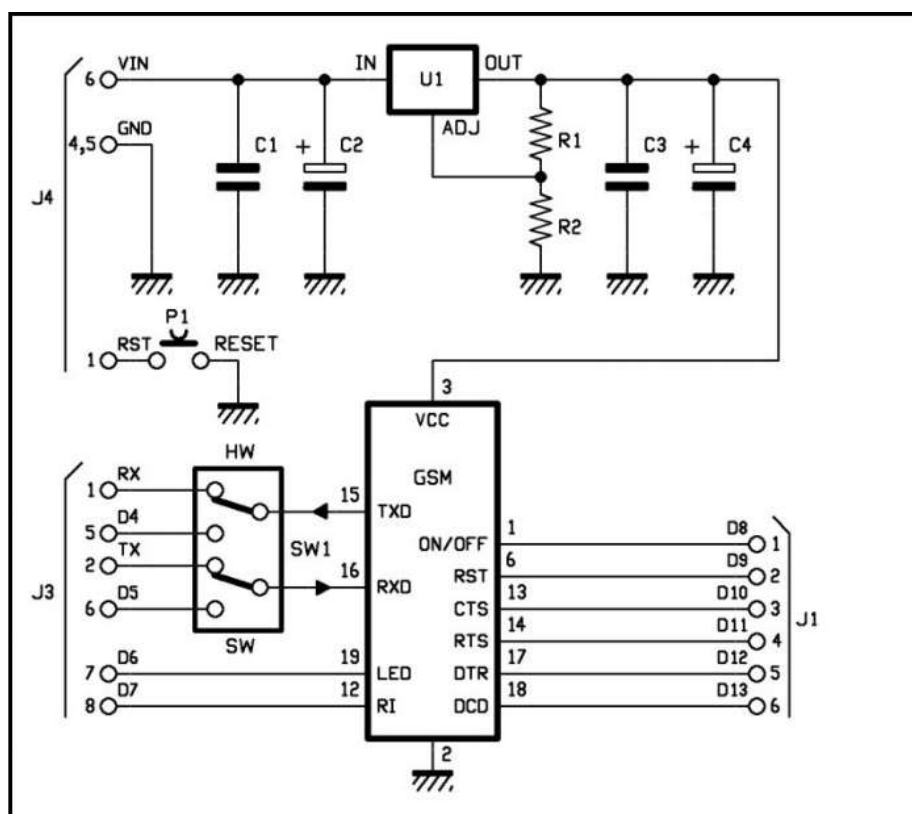 VIN
6
IN
U1
OUT
GND
4,5
ADJ
C1
+
C2
R1
C3
+
C4
J4
R2
P1
RST
RESET
1
3
VCC
HW
GSM
RX
1
15
TXD
D4
5
SW1
TX
2
16
RXD
J3
D5
6
SW
D6
7
19
LED
D7
8
12
RI
1
ON/OFF
D8
1
6
RST
D9
2
13
CTS
D10
3
J1
14
RTS
D11
4
17
DTR
D12
5
18
DCD
D13
6
2